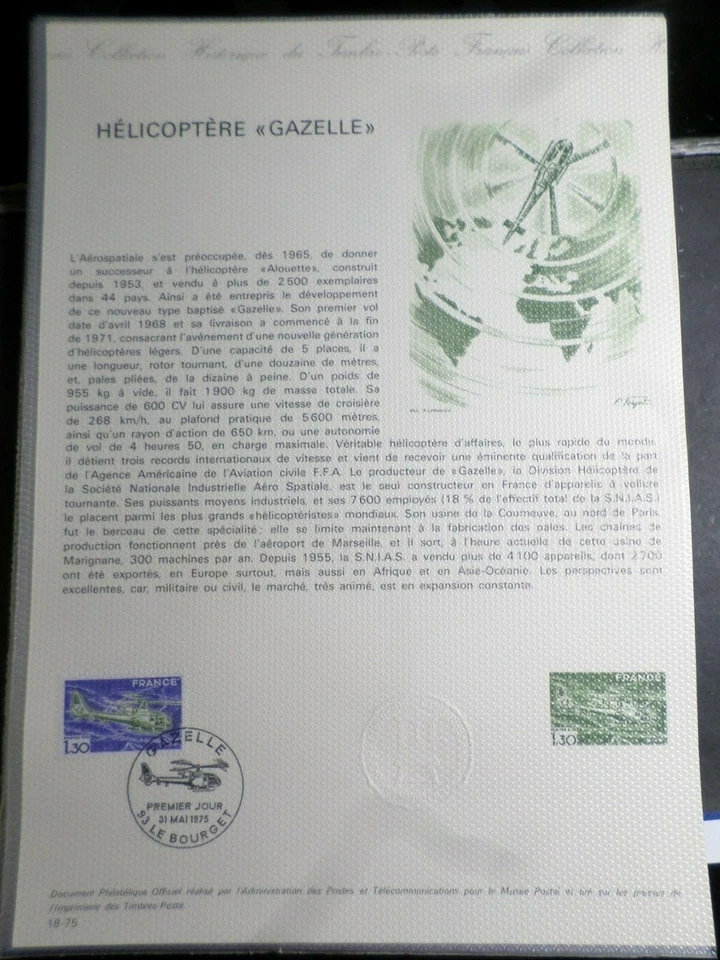 Collection Historique du Timbre-Poste Français Collection
HÉLICOPTÈRE «GAZELLE»
L'Aérospatiale s'est préoccupée, dès 1965, de donner
un successeur à l'hélicoptère «Alouette», construit
depuis 1953, et vendu à plus de 2 500 exemplaires
dans 44 pays. Ainsi a été entrepris le développement
de ce nouveau type baptisé «Gazelle». Son premier vol
date d'avril 1968 et sa livraison a commencé à la fin
de 1971, consacrant l'avènement d'une nouvelle génération
d'hélicoptères légers. D'une capacité de 5 places, il a
une longueur, rotor tournant, d'une douzaine de mètres,
et, pales pliées, de la dizaine à peine. D'un poids de
955 kg à vide, il fait 1 900 kg de masse totale. Sa
puissance de 600 CV lui assure une vitesse de croisière
de 268 km/h, au plafond pratique de 5 600 mètres,
ainsi qu'un rayon d'action de 650 km, ou une autonomie
de vol de 4 heures 50, en charge maximale. Véritable hélicoptère d'affaires, le plus rapide du monde,
il détient trois records internationaux de vitesse et vient de recevoir une éminente qualification de la part
de l'Agence Américaine de l'Aviation civile F.F.A. Le producteur de «Gazelle», la Division Hélicoptère de
la Société Nationale Industrielle Aéro Spatiale, est le seul constructeur en France d'appareils à voilure
tournante. Ses puissants moyens industriels, et ses 7 600 employés (18 % de l'effectif total de la S.N.I.A.S.)
le placent parmi les plus grands «hélicoptéristes» mondiaux. Son usine de la Courneuve, au nord de Paris,
fut le berceau de cette spécialité; elle se limite maintenant à la fabrication des pales. Les chaînes de
production fonctionnent près de l'aéroport de Marseille, et il sort, à l'heure actuelle, de cette usine de
Marignane, 300 machines par an. Depuis 1955, la S.N.I.A.S. a vendu plus de 4 100 appareils, dont 2 700
ont été exportés, en Europe surtout, mais aussi en Afrique et en Asie-Océanie. Les perspectives sont
excellentes, car, militaire ou civil, le marché, très animé, est en expansion constante.
FRANCE
1.30
GAZELLE
PREMIER JOUR
31 MAI 1975
93 LE BOURGET
FRANCE
1.30
Document Philatélique Officiel réalisé par l'Administration des Postes et Télécommunications pour le Musée Postal et tiré sur les presses de
l'Imprimerie des Timbres Poste.
18-75